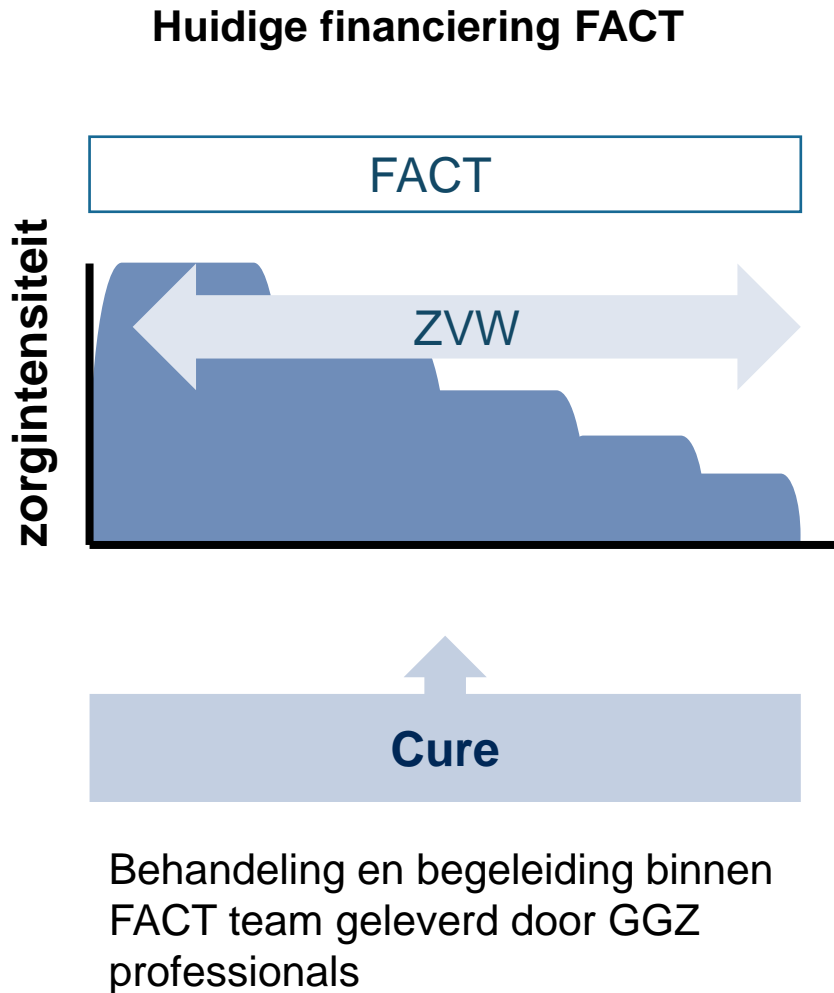 Huidige financiering FACT
FACT
zorgintensiteit
ZVW
Cure
Behandeling en begeleiding binnen
FACT team geleverd door GGZ
professionals